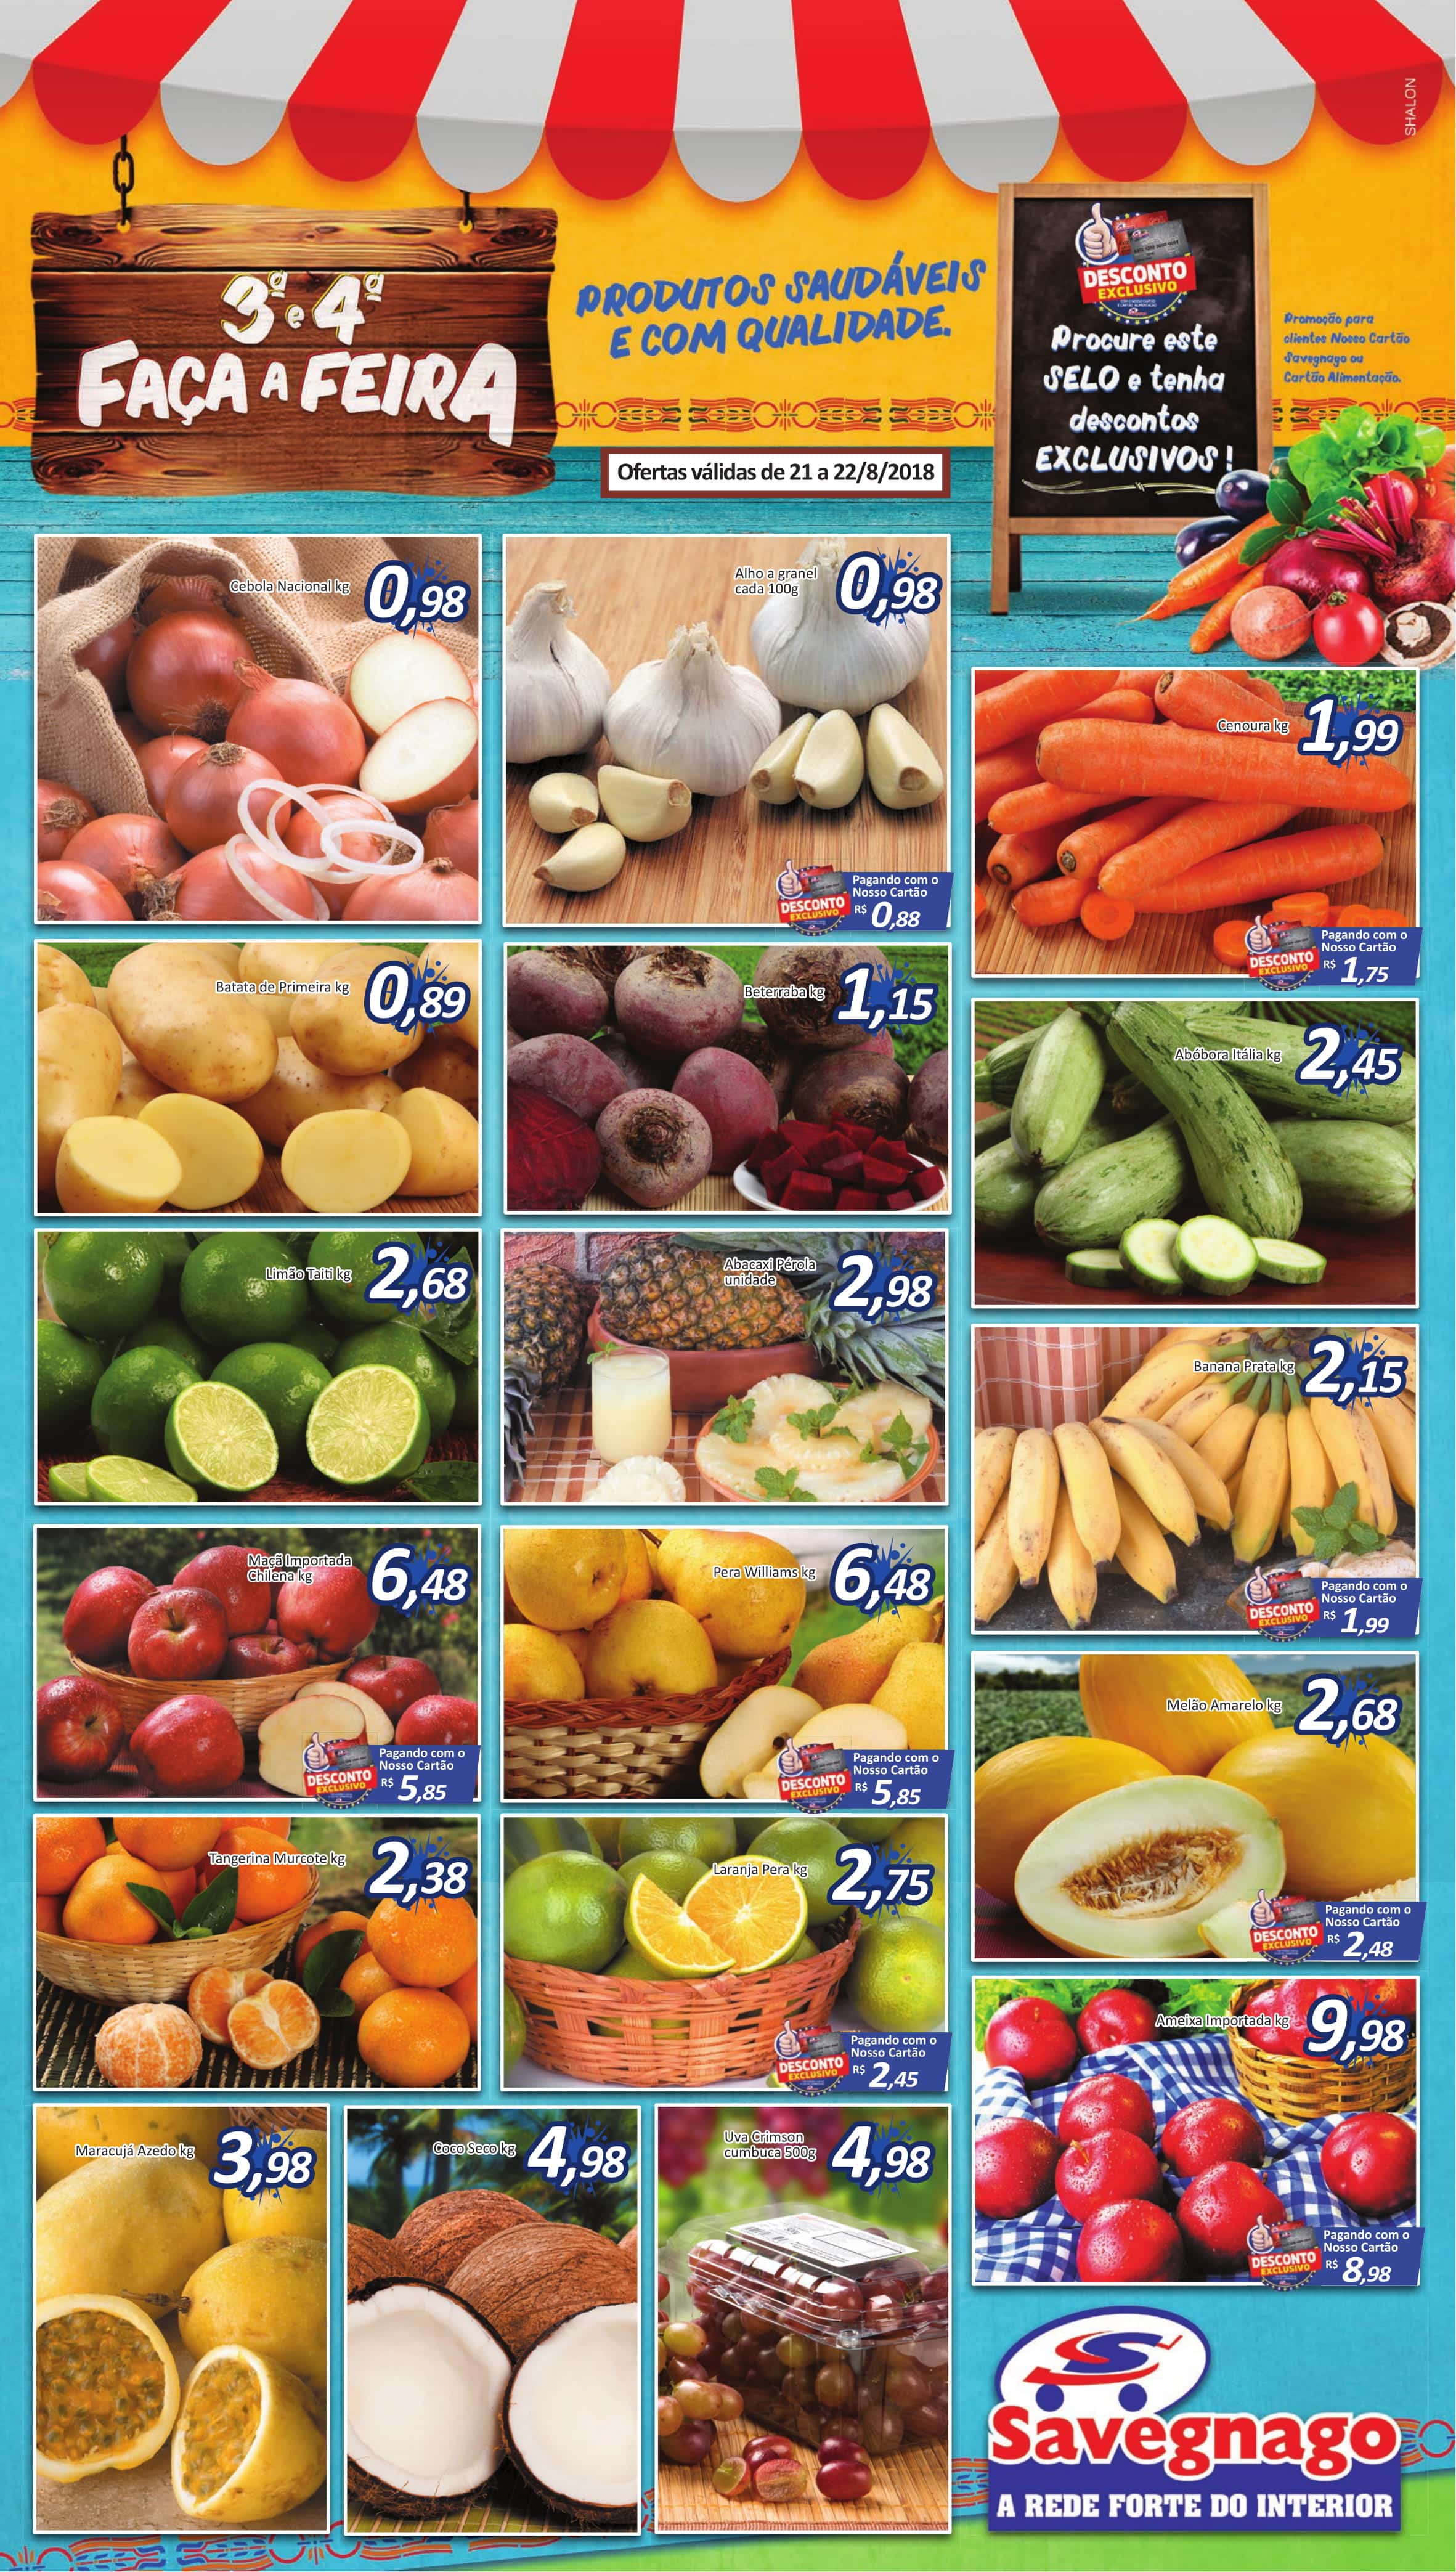 SHALON
3ª e 4ª
FAÇA A FEIRA
PRODUTOS SAUDÁVEIS
E COM QUALIDADE.
DESCONTO
EXCLUSIVO
Procure este
SELO e tenha
descontos
EXCLUSIVOS!
Promoção para
clientes Nosso Cartão
Savegnago ou
Cartão Alimentação.
Ofertas válidas de 21 a 22/8/2018
Cebola Nacional kg
0,98
Alho a granel
cada 100g
0,98
DESCONTO
EXCLUSIVO
Pagando com o
Nosso Cartão
R$ 0,88
Cenoura kg
1,99
DESCONTO
EXCLUSIVO
Pagando com o
Nosso Cartão
R$ 1,75
Batata de Primeira kg
0,89
Beterraba kg
1,15
Abóbora Itália kg
2,45
Limão Taiti kg
2,68
Abacaxi Pérola
unidade
2,98
Banana Prata kg
2,15
DESCONTO
EXCLUSIVO
Pagando com o
Nosso Cartão
R$ 1,99
Maçã Importada
Chilena kg
6,48
DESCONTO
EXCLUSIVO
Pagando com o
Nosso Cartão
R$ 5,85
Pera Williams kg
6,48
DESCONTO
EXCLUSIVO
Pagando com o
Nosso Cartão
R$ 5,85
Melão Amarelo kg
2,68
DESCONTO
EXCLUSIVO
Pagando com o
Nosso Cartão
R$ 2,48
Tangerina Murcote kg
2,38
Laranja Pera kg
2,75
DESCONTO
EXCLUSIVO
Pagando com o
Nosso Cartão
R$ 2,45
Ameixa Importada kg
9,98
DESCONTO
EXCLUSIVO
Pagando com o
Nosso Cartão
R$ 8,98
Maracujá Azedo kg
3,98
Coco Seco kg
4,98
Uva Crimson
cumbuca 500g
4,98
Savegnago
A REDE FORTE DO INTERIOR